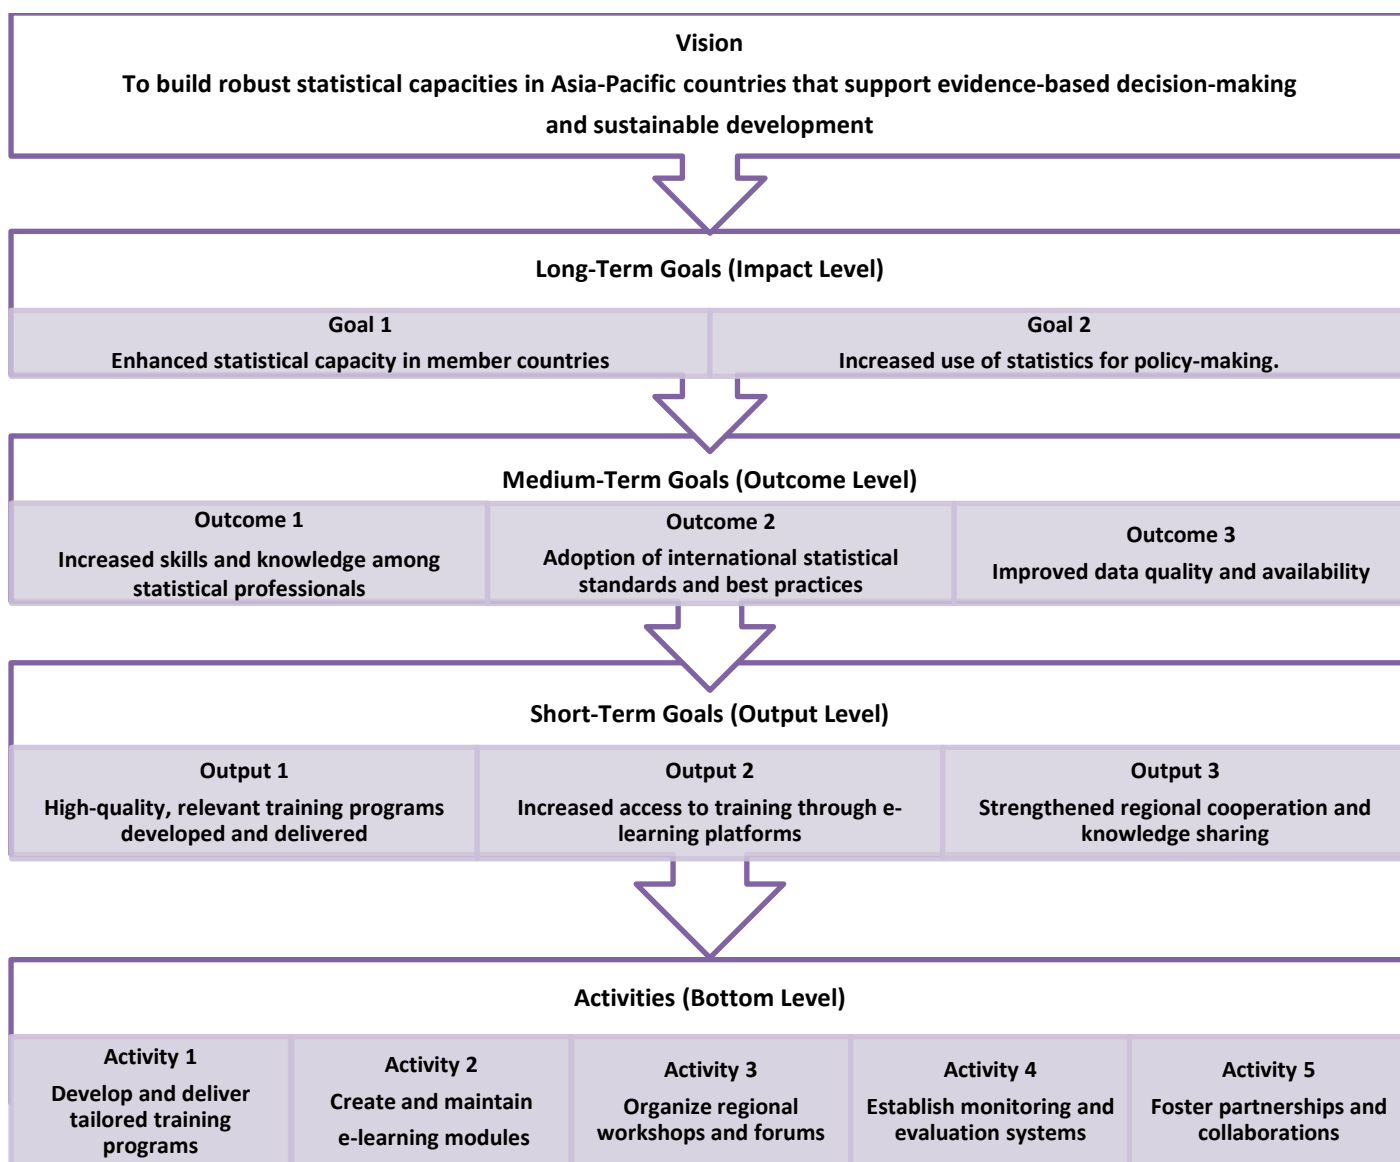 Vision
To build robust statistical capacities in Asia-Pacific countries that support evidence-based decision-making
and sustainable development
Long-Term Goals (Impact Level)
Goal 1
Enhanced statistical capacity in member countries
Goal 2
Increased use of statistics for policy-making.
Medium-Term Goals (Outcome Level)
Outcome 1
Increased skills and knowledge among
statistical professionals
Outcome 2
Adoption of international statistical
standards and best practices
Outcome 3
Improved data quality and availability
Short-Term Goals (Output Level)
Output 1
High-quality, relevant training programs
developed and delivered
Output 2
Increased access to training through e-
learning platforms
Output 3
Strengthened regional cooperation and
knowledge sharing
Activities (Bottom Level)
Activity 1
Develop and deliver
tailored training
programs
Activity 2
Create and maintain
e-learning modules
Activity 3
Organize regional
workshops and forums
Activity 4
Establish monitoring and
evaluation systems
Activity 5
Foster partnerships and
collaborations